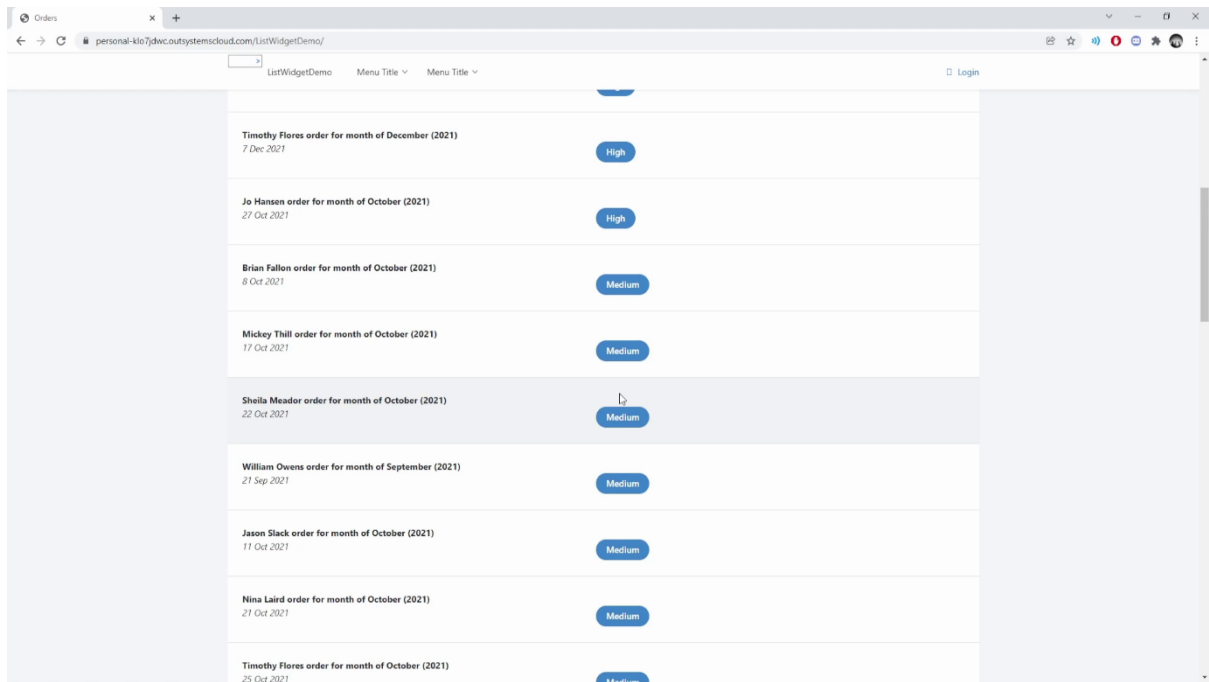 Orders
personal-klo7jdwc.outsystemscloud.com/ListWidgetDemo/
ListWidgetDemo Menu Title Menu Title Login
Timothy Flores order for month of December (2021)
7 Dec 2021
High
Jo Hansen order for month of October (2021)
27 Oct 2021
High
Brian Fallon order for month of October (2021)
8 Oct 2021
Medium
Mickey Thill order for month of October (2021)
17 Oct 2021
Medium
Sheila Meador order for month of October (2021)
22 Oct 2021
Medium
William Owens order for month of September (2021)
21 Sep 2021
Medium
Jason Slack order for month of October (2021)
11 Oct 2021
Medium
Nina Laird order for month of October (2021)
21 Oct 2021
Medium
Timothy Flores order for month of October (2021)
25 Oct 2021
Medium